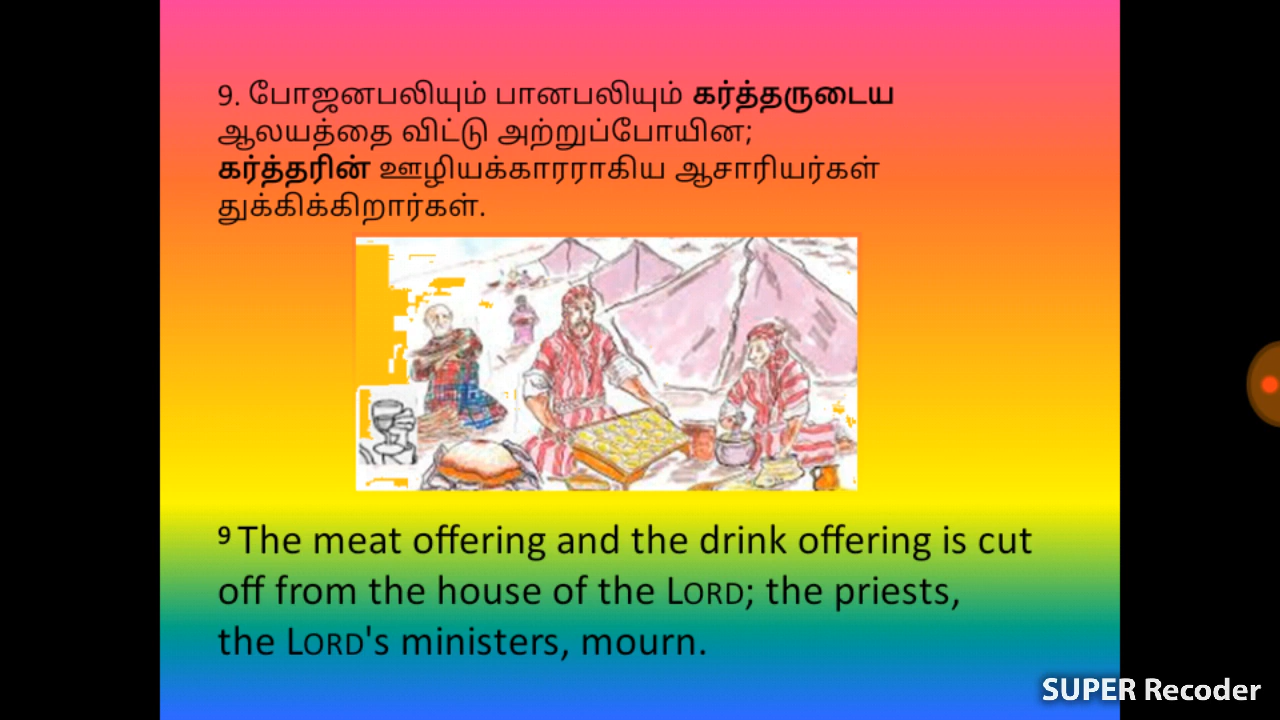 9. போஜனபலியும் பானபலியும் கர்த்தருடைய
ஆலயத்தை விட்டு அற்றுப்போயின;
கர்த்தரின் ஊழியக்காரராகிய ஆசாரியர்கள்
துக்கிக்கிறார்கள்.
9 The meat offering and the drink offering is cut
off from the house of the LORD; the priests,
the LORD's ministers, mourn.
SUPER Recoder